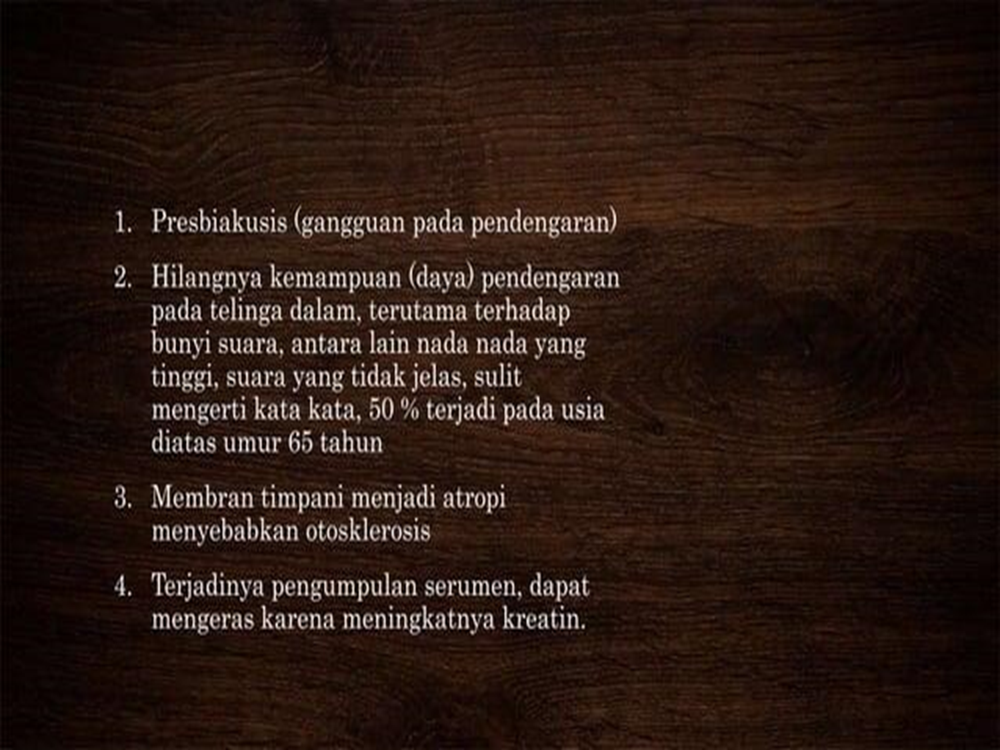 1. Presbiakusis (gangguan pada pendengaran)
2. Hilangnya kemampuan (daya) pendengaran
pada telinga dalam, terutama terhadap
bunyi suara, antara lain nada nada yang
tinggi, suara yang tidak jelas, sulit
mengerti kata kata, 50 % terjadi pada usia
diatas umur 65 tahun
3. Membran timpani menjadi atropi
menyebabkan otosklerosis
4. Terjadinya pengumpulan serumen, dapat
mengeras karena meningkatnya kreatin.